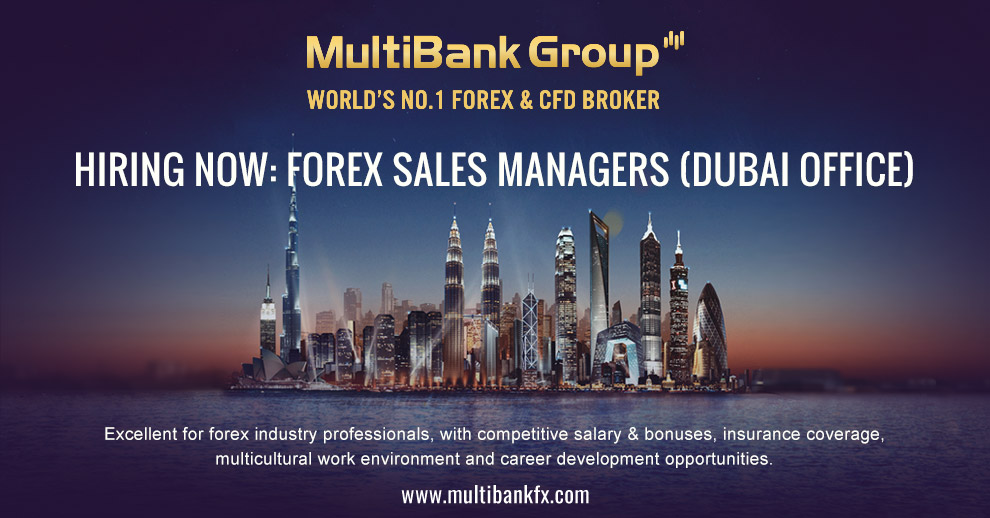 MultiBank Group
WORLD'S NO.1 FOREX & CFD BROKER
HIRING NOW: FOREX SALES MANAGERS (DUBAI OFFICE)
Excellent for forex industry professionals, with competitive salary & bonuses, insurance coverage,
multicultural work environment and career development opportunities.
www.multibankfx.com